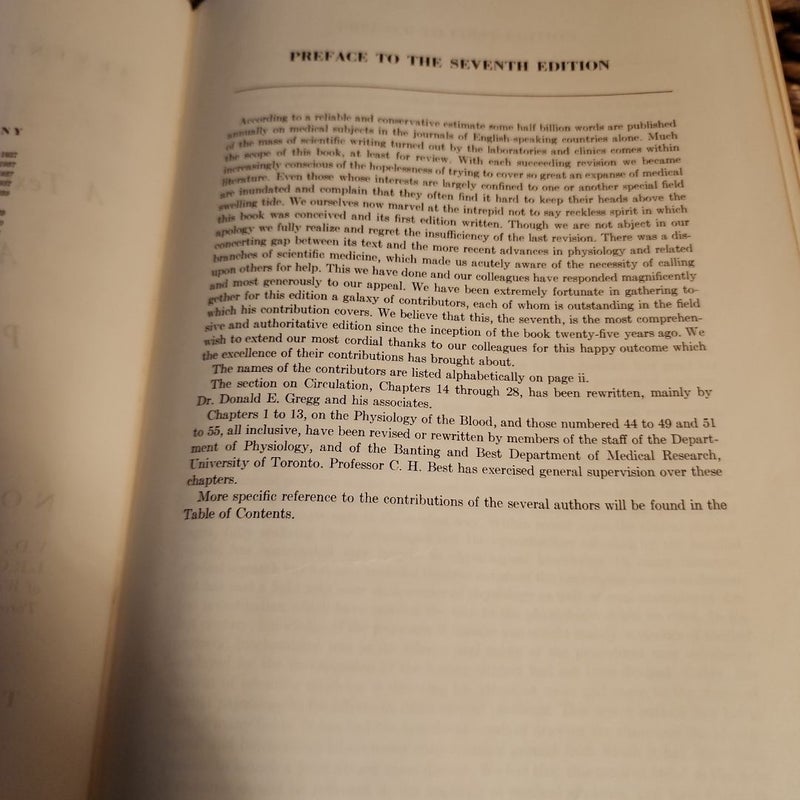 NY
PREFACE TO THE SEVENTH EDITION
According to a reliable and conservative estimate some half billion words are published
annually on medical subjects in the journals of English speaking countries alone. Much
of the mass of scientific writing turned out by the laboratories and clinics comes within
the scope of this book, at least for review. With each succeeding revision we became
increasingly conscious of the hopelessness of trying to cover so great an expanse of medical
literature. Even those whose interests are largely confined to one or another special field
are inundated and complain that they often find it hard to keep their heads above the
swelling tide. We ourselves now marvel at the intrepid not to say reckless spirit in which
this book was conceived and its first edition written. Though we are not abject in our
apology we fully realize and regret the insufficiency of the last revision. There was a dis-
concerting gap between its text and the more recent advances in physiology and related
branches of scientific medicine, which made us acutely aware of the necessity of calling
upon others for help. This we have done and our colleagues have responded magnificently
and most generously to our appeal. We have been extremely fortunate in gathering to-
gether for this edition a galaxy of contributors, each of whom is outstanding in the field
which his contribution covers. We believe that this, the seventh, is the most comprehen-
sive and authoritative edition since the inception of the book twenty-five years ago. We
wish to extend our most cordial thanks to our colleagues for this happy outcome which
the excellence of their contributions has brought about.
The names of the contributors are listed alphabetically on page ii.
The section on Circulation, Chapters 14 through 28, has been rewritten, mainly by
Dr. Donald E. Gregg and his associates.
Chapters 1 to 13, on the Physiology of the Blood, and those numbered 44 to 49 and 51
to 55, all inclusive, have been revised or rewritten by members of the staff of the Depart-
ment of Physiology, and of the Banting and Best Department of Medical Research,
University of Toronto. Professor C. H. Best has exercised general supervision over these
chapters.
More specific reference to the contributions of the several authors will be found in the
Table of Contents.